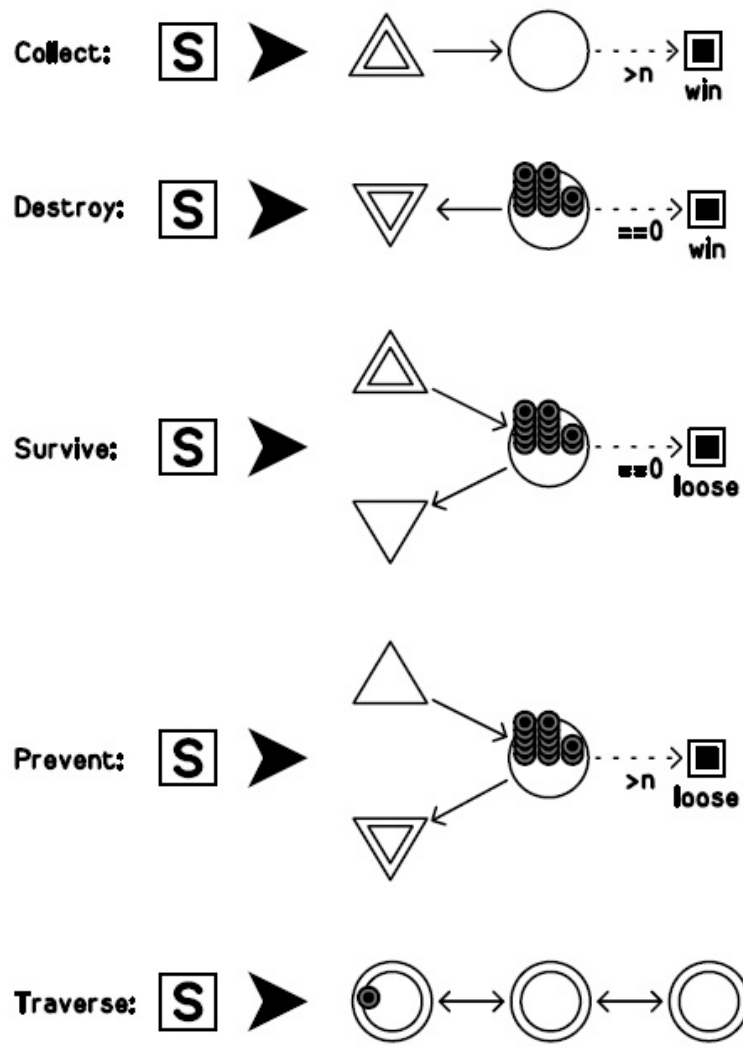 Collect: S >n win
Destroy: S ==0 win
Survive: S ==0 loose
Prevent: S >n loose
Traverse: S